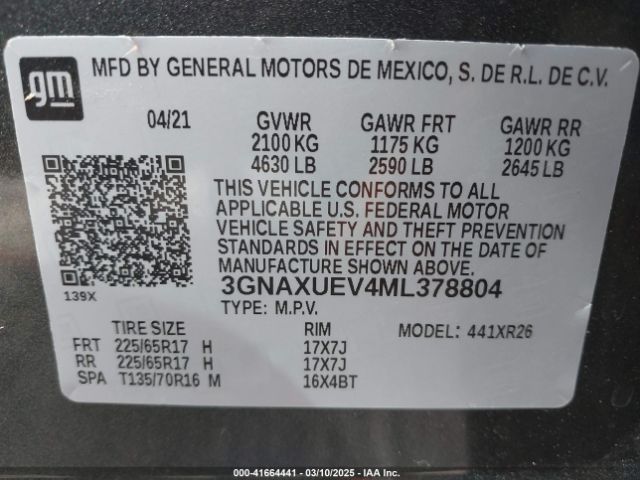 gm
MFD BY GENERAL MOTORS DE MEXICO, S. DE R.L. DE C.V.
04/21 GVWR GAWR FRT GAWR RR
2100 KG 1175 KG 1200 KG
4630 LB 2590 LB 2645 LB
THIS VEHICLE CONFORMS TO ALL
APPLICABLE U.S. FEDERAL MOTOR
VEHICLE SAFETY AND THEFT PREVENTION
STANDARDS IN EFFECT ON THE DATE OF
MANUFACTURE SHOWN ABOVE.
139X
3GNAXUEV4ML378804
TYPE: M.P.V.
TIRE SIZE RIM MODEL: 441XR26
FRT 225/65R17 H 17X7J
RR 225/65R17 H 17X7J
SPA T135/70R16 M 16X4BT
000-41664441 — 03/10/2025 — IAA Inc.